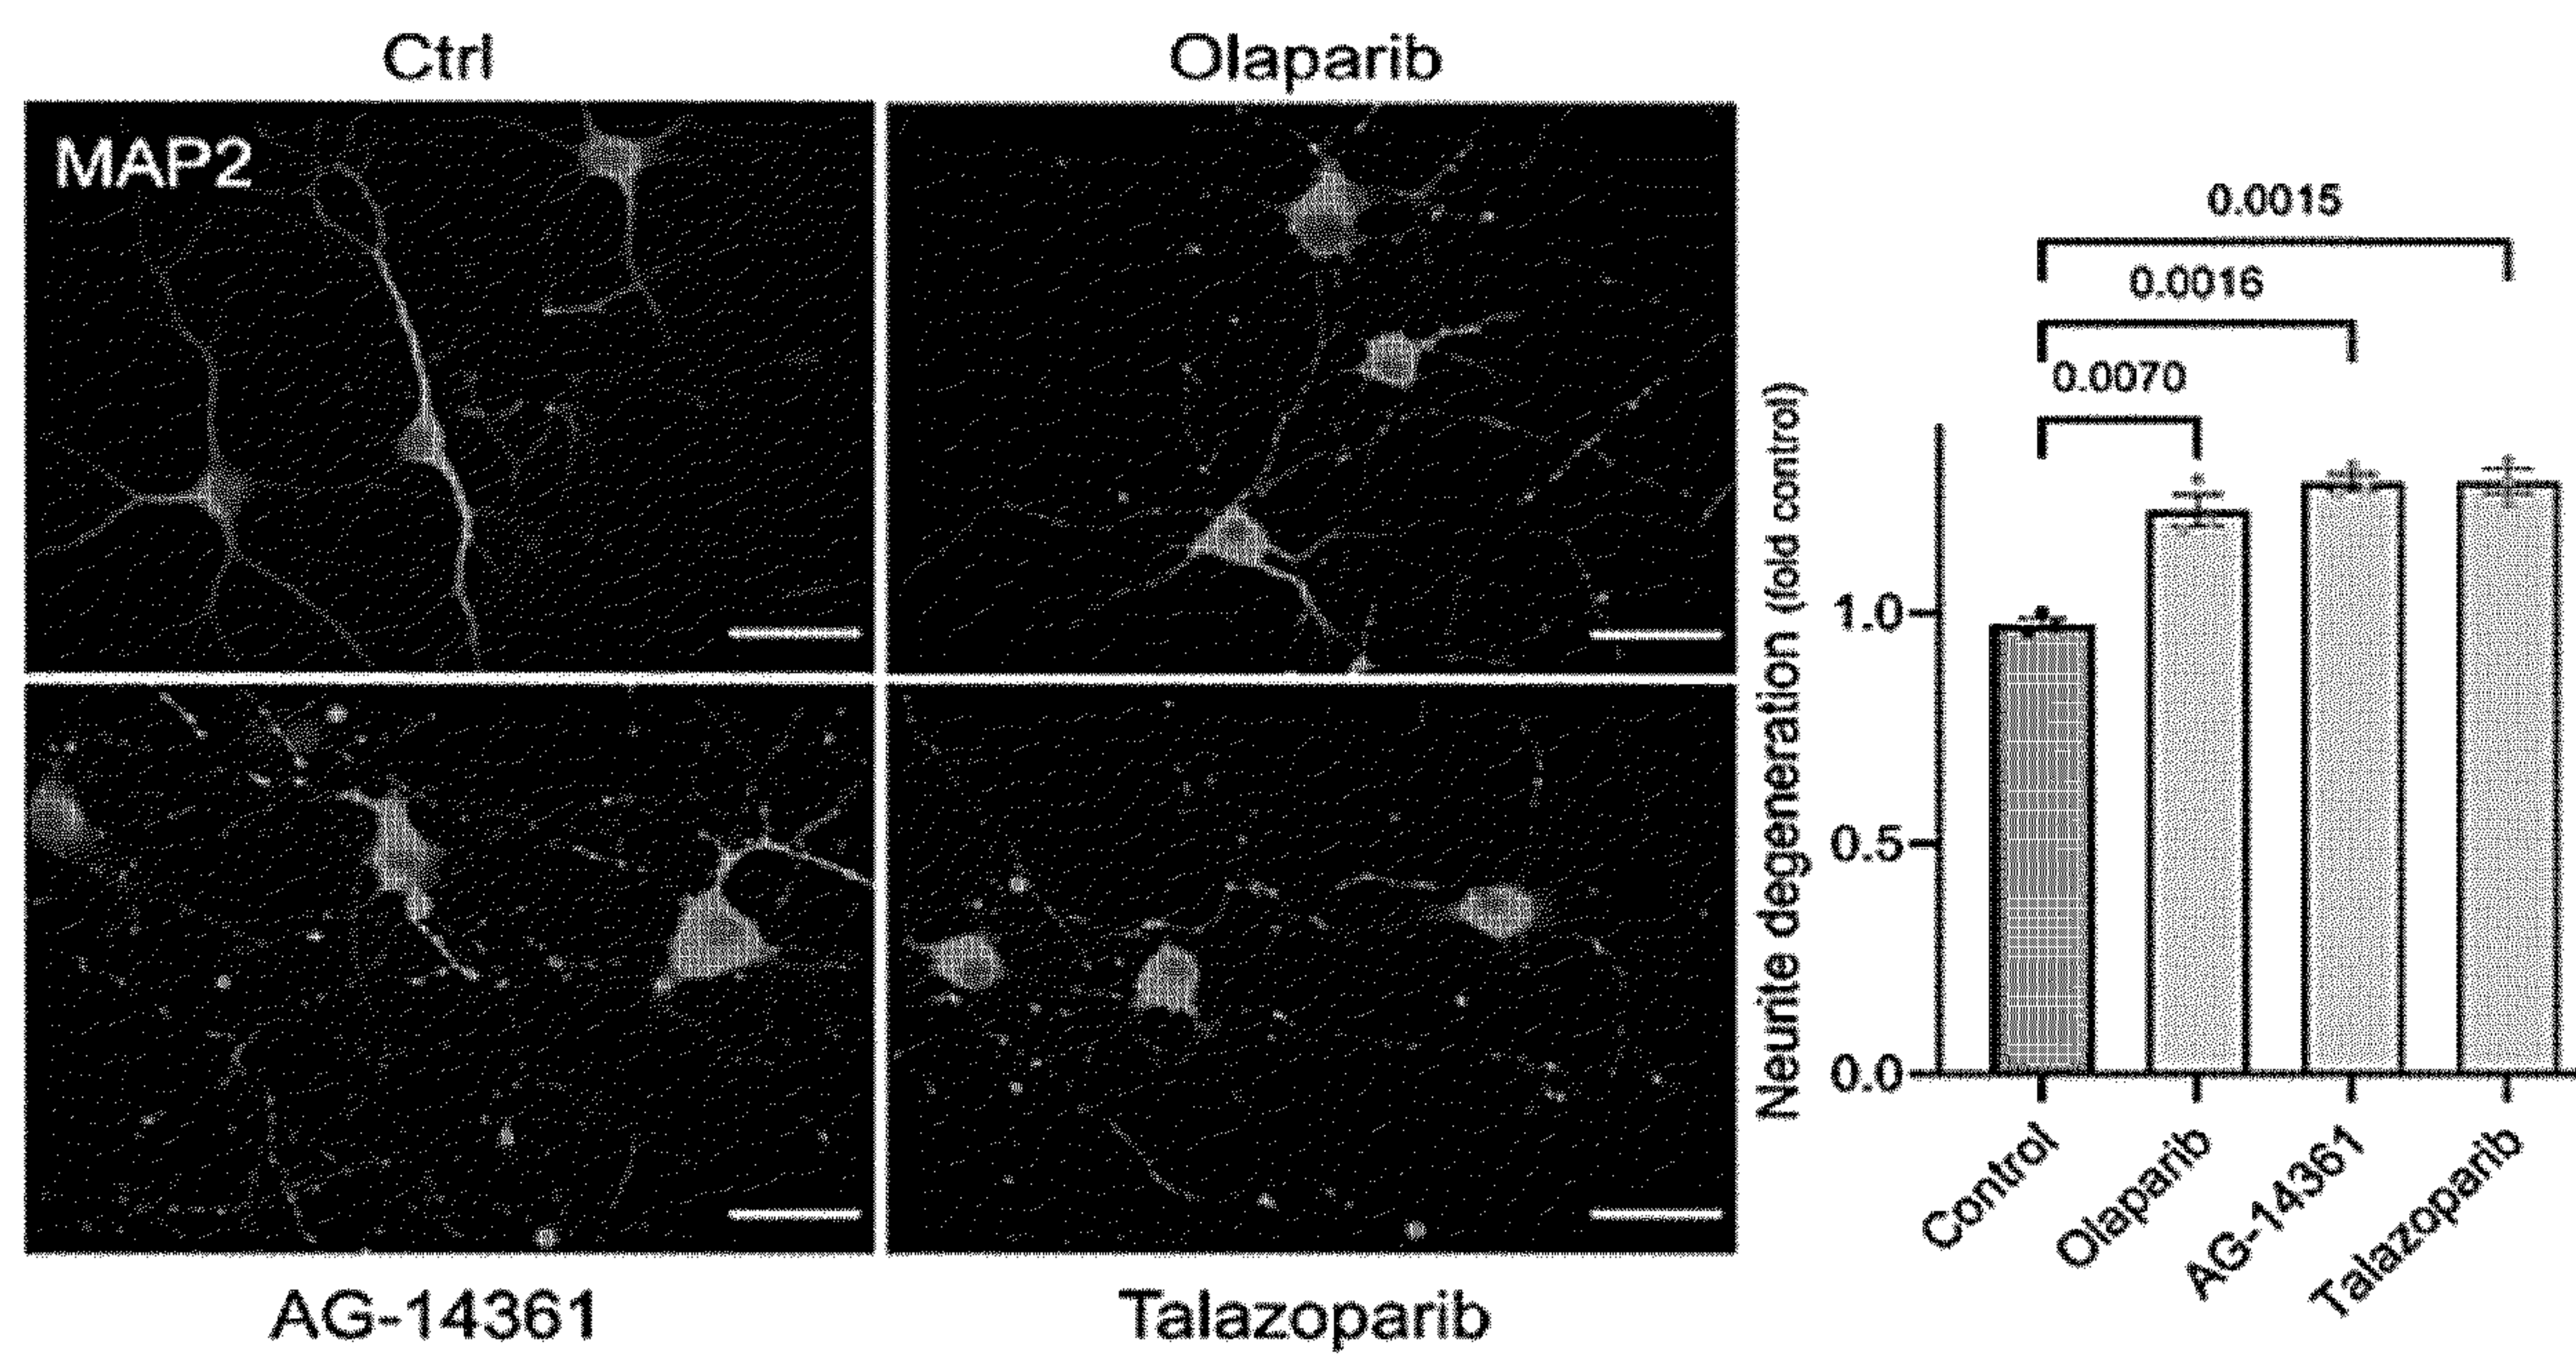 Ctrl
Olaparib
MAP2
AG-14361
Talazoparib
0.0015
0.0016
0.0070
Neurite degeneration (fold control)
1.0
0.5
0.0
Control
Olaparib
AG-14361
Talazoparib